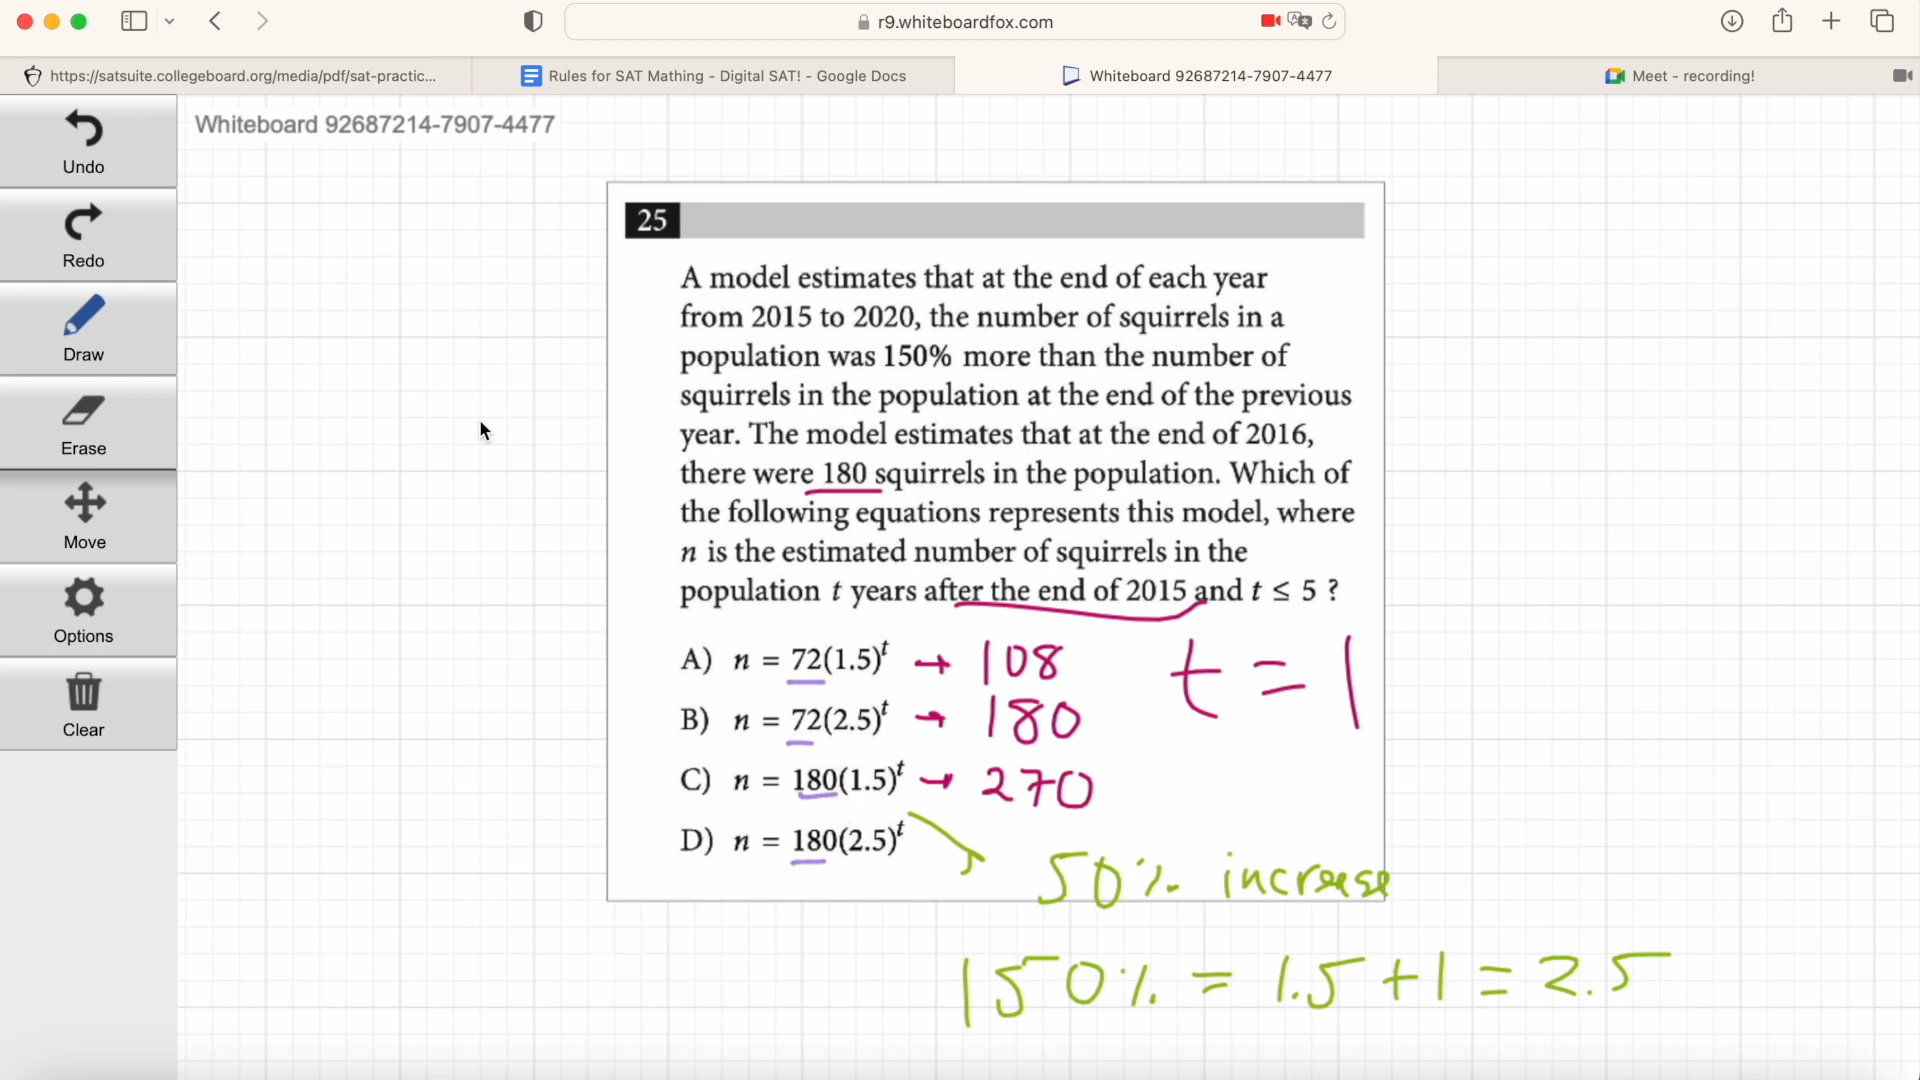 r9.whiteboardfox.com
https://satsuite.collegeboard.org/media/pdf/sat-practic...
Rules for SAT Mathing - Digital SAT! - Google Docs
Whiteboard 92687214-7907-4477
Meet - recording!
Undo
Redo
Draw
Erase
Move
Options
Clear
Whiteboard 92687214-7907-4477
25
A model estimates that at the end of each year
from 2015 to 2020, the number of squirrels in a
population was 150% more than the number of
squirrels in the population at the end of the previous
year. The model estimates that at the end of 2016,
there were 180 squirrels in the population. Which of
the following equations represents this model, where
n is the estimated number of squirrels in the
population t years after the end of 2015 and t ≤ 5 ?
A) n = 72(1.5)^t → 108
t = 1
B) n = 72(2.5)^t → 180
C) n = 180(1.5)^t → 270
D) n = 180(2.5)^t
50% increase
150% = 1.5 + 1 = 2.5